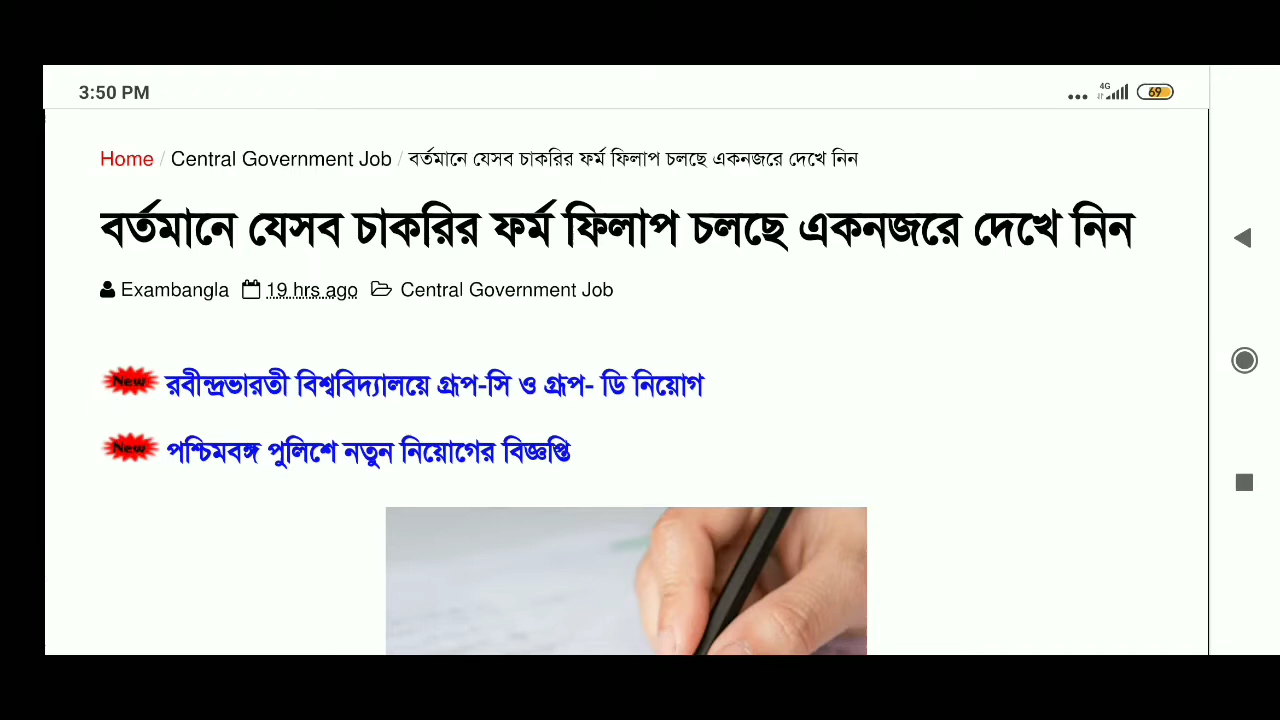 3:50 PM
4G
69
Home / Central Government Job / বর্তমানে যেসব চাকরির ফর্ম ফিলাপ চলছে একনজরে দেখে নিন
বর্তমানে যেসব চাকরির ফর্ম ফিলাপ চলছে একনজরে দেখে নিন
Exambangla 19 hrs ago Central Government Job
New রবীন্দ্রভারতী বিশ্ববিদ্যালয়ে গ্রূপ-সি ও গ্রূপ- ডি নিয়োগ
New পশ্চিমবঙ্গ পুলিশে নতুন নিয়োগের বিজ্ঞপ্তি